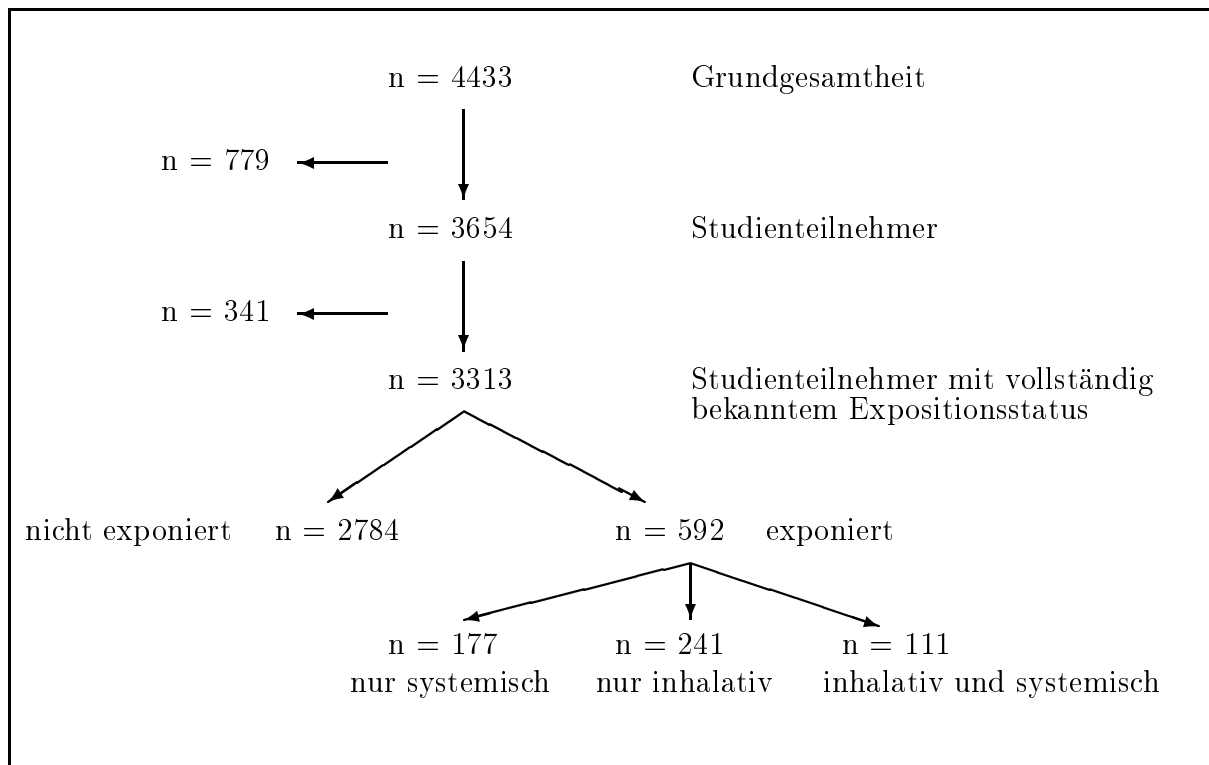 n = 4433 Grundgesamtheit
n = 779
n = 3654 Studienteilnehmer
n = 341
n = 3313 Studienteilnehmer mit vollständig
bekanntem Expositionsstatus
nicht exponiert n = 2784 n = 592 exponiert
n = 177 n = 241 n = 111
nur systemisch nur inhalativ inhalativ und systemisch